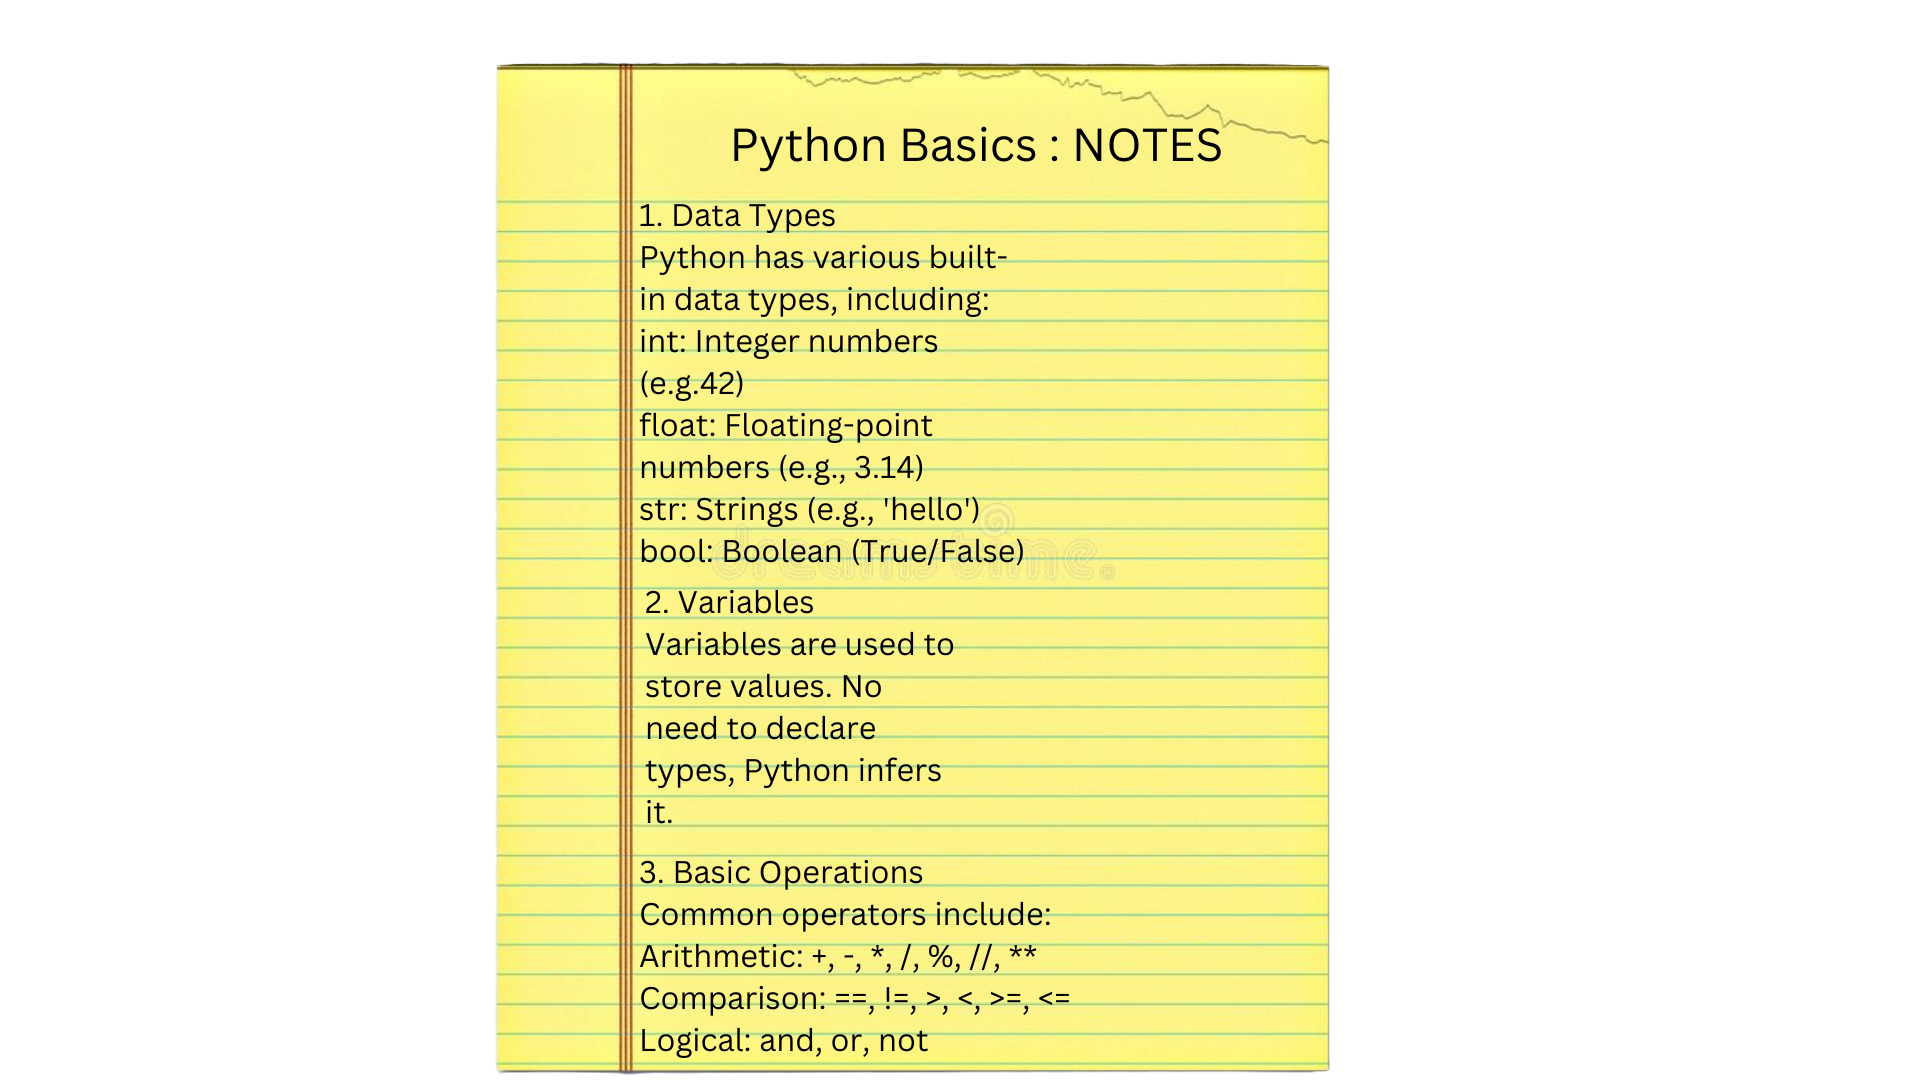 Python Basics : NOTES
1. Data Types
Python has various built-
in data types, including:
int: Integer numbers
(e.g.42)
float: Floating-point
numbers (e.g., 3.14)
str: Strings (e.g., 'hello')
bool: Boolean (True/False)
dreamstime.
2. Variables
Variables are used to
store values. No
need to declare
types, Python infers
it.
3. Basic Operations
Common operators include:
Arithmetic: +, -, *, /, %, //, **
Comparison: ==, !=, >, <, >=, <=
Logical: and, or, not